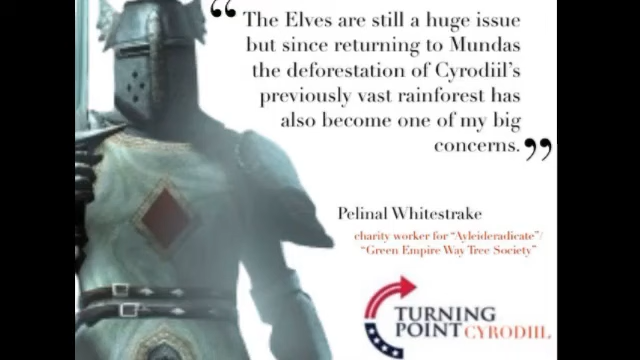 “ The Elves are still a huge issue
but since returning to Mundas
the deforestation of Cyrodiil's
previously vast rainforest has
also become one of my big
concerns. ”
Pelinal Whitestrake
charity worker for "Ayleideradicate"/
"Green Empire Way Tree Society"
TURNING
POINT CYRODIIL